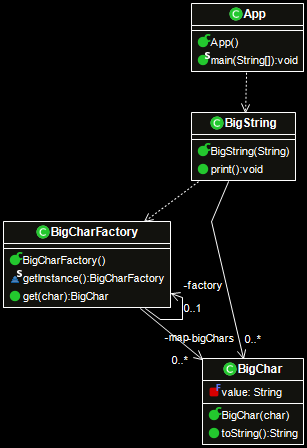 App
App()
main(String[]):void
BigString
BigString(String)
print():void
BigCharFactory
BigCharFactory()
getInstance():BigCharFactory
get(char):BigChar
-factory
0..1
-map
-bigChars
0..*
0..*
BigChar
value: String
BigChar(char)
toString():String